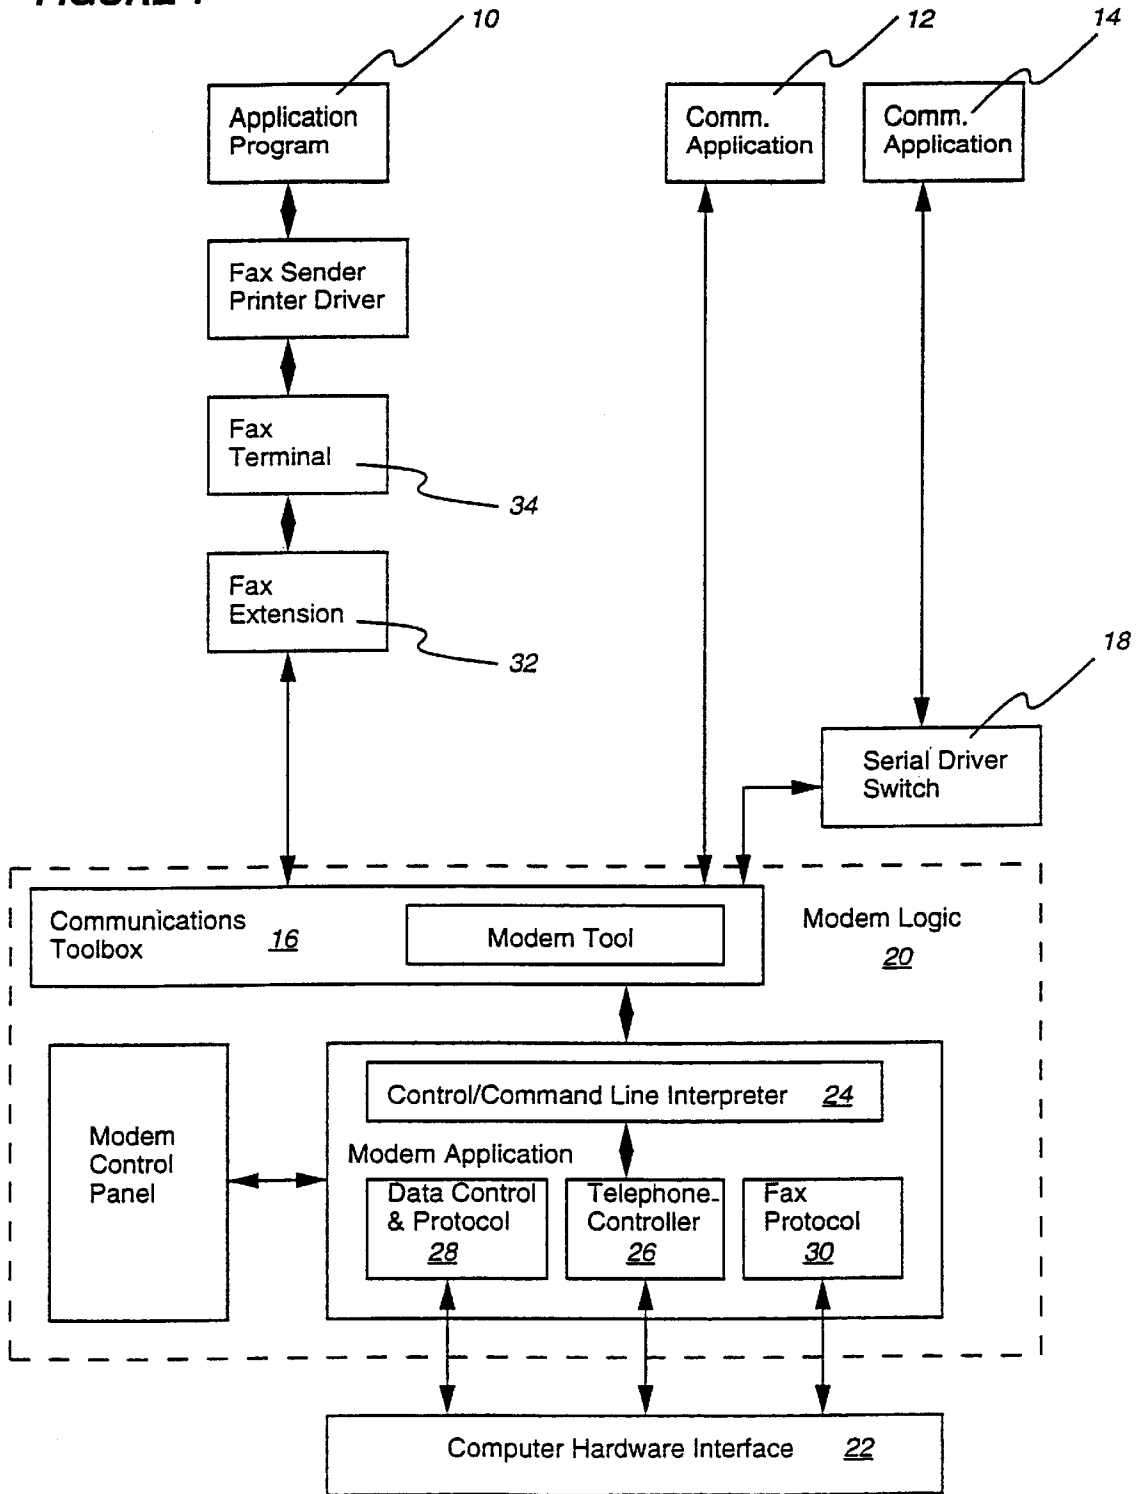 10
12
14
Application
Program
Comm.
Application
Comm.
Application
Fax Sender
Printer Driver
Fax
Terminal
34
Fax
Extension
32
18
Serial Driver
Switch
Communications
Toolbox
16
Modem Tool
Modem Logic
20
Control/Command Line Interpreter 24
Modem
Control
Panel
Modem Application
Data Control
& Protocol
28
Telephone-
Controller
26
Fax
Protocol
30
Computer Hardware Interface 22